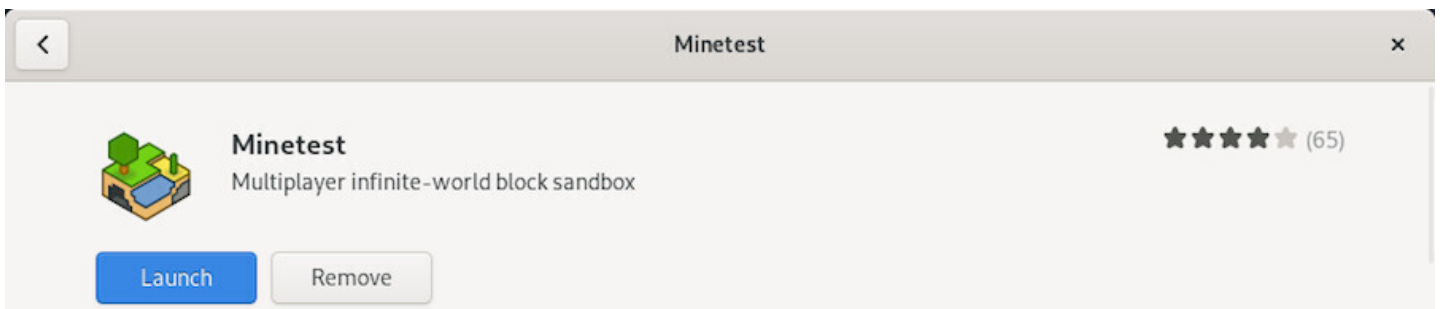 Minetest
Minetest
(65)
Multiplayer infinite-world block sandbox
Launch
Remove